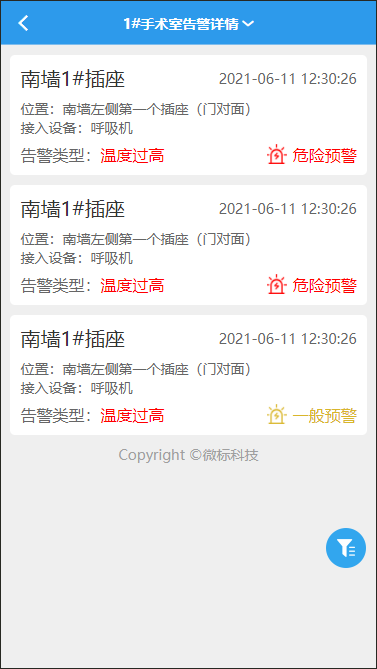 1#手术室告警详情
南墙1#插座 2021-06-11 12:30:26
位置：南墙左侧第一个插座（门对面）
接入设备：呼吸机
告警类型：温度过高 危险预警
南墙1#插座 2021-06-11 12:30:26
位置：南墙左侧第一个插座（门对面）
接入设备：呼吸机
告警类型：温度过高 危险预警
南墙1#插座 2021-06-11 12:30:26
位置：南墙左侧第一个插座（门对面）
接入设备：呼吸机
告警类型：温度过高 一般预警
Copyright ©微标科技